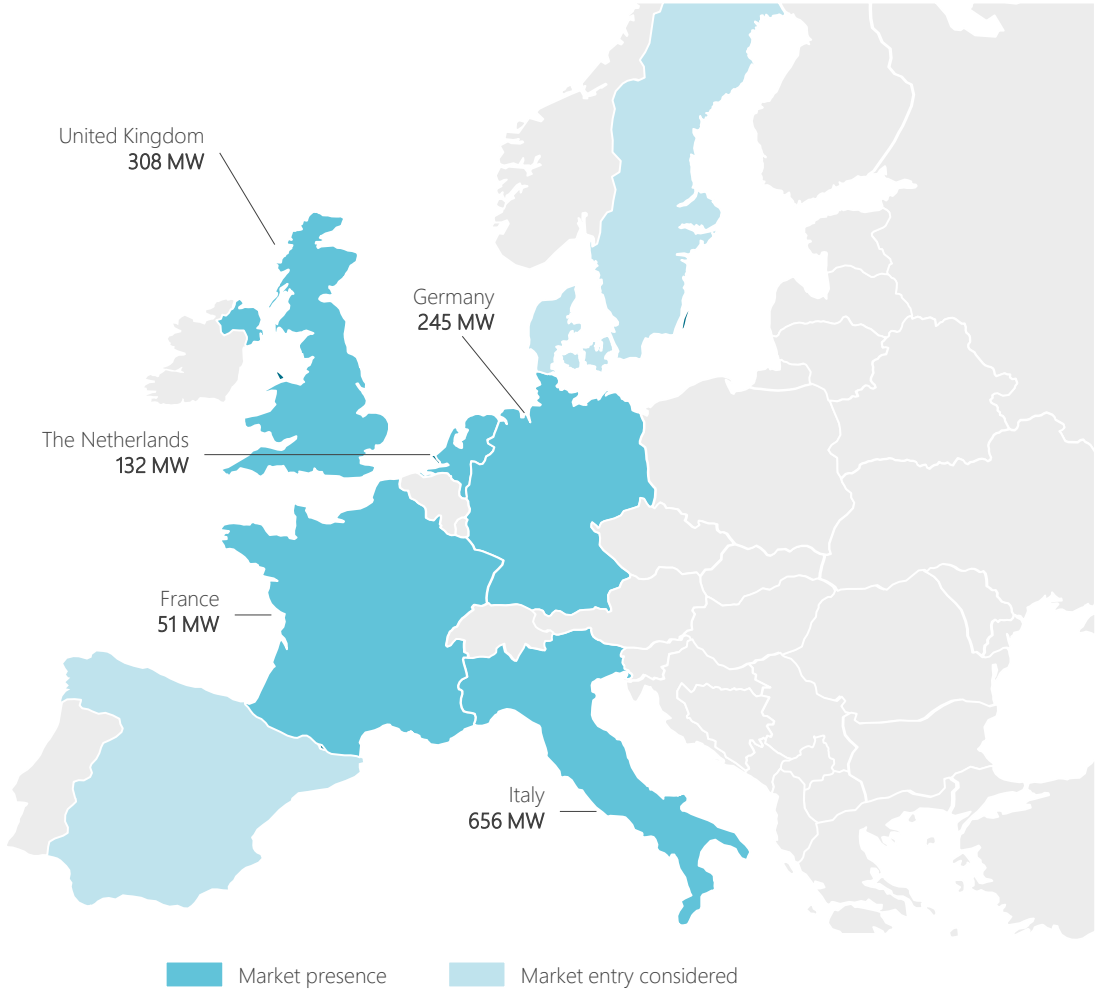 United Kingdom
308 MW
Germany
245 MW
The Netherlands
132 MW
France
51 MW
Italy
656 MW
Market presence
Market entry considered